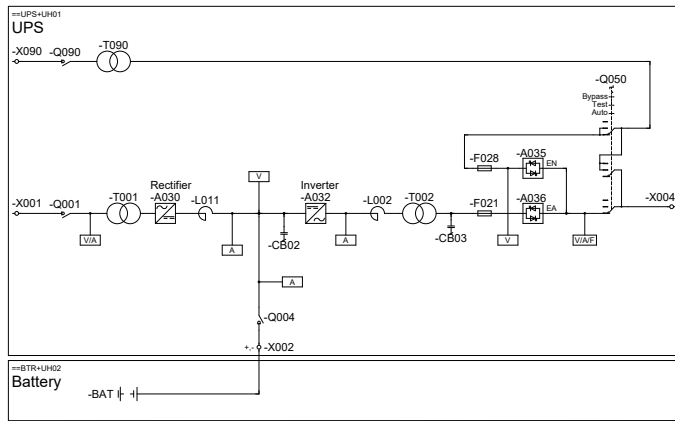 ==UPS+UH01
UPS
-X090
-Q090
-T090
-Q050
Bypass
Test
Auto
-F028
-A035
EN
V
Rectifier
Inverter
-X001
-Q001
-T001
-A030
-L011
-A032
-L002
-T002
-F021
-A036
EA
-X004
V/A
A
-CB02
A
-CB03
V
V/A/F
A
-Q004
+,-
-X002
==BTR+UH02
Battery
-BAT